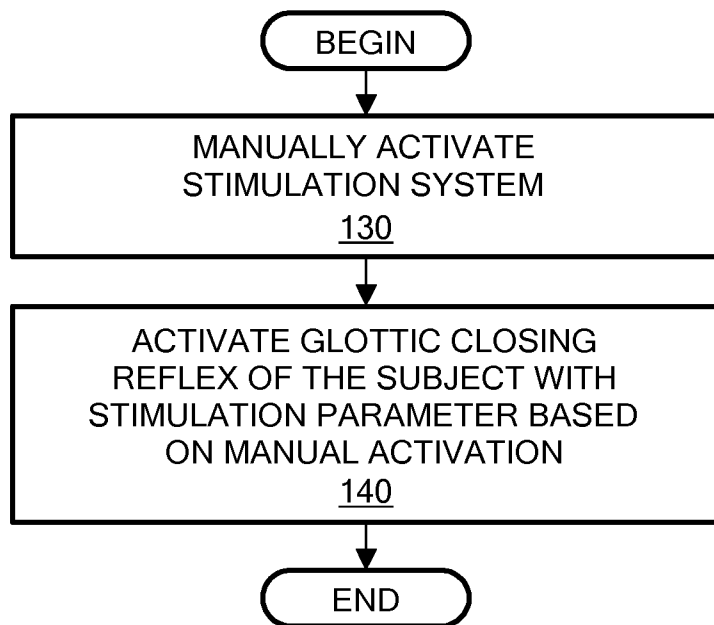 BEGIN
MANUALLY ACTIVATE
STIMULATION SYSTEM
130
ACTIVATE GLOTTIC CLOSING
REFLEX OF THE SUBJECT WITH
STIMULATION PARAMETER BASED
ON MANUAL ACTIVATION
140
END